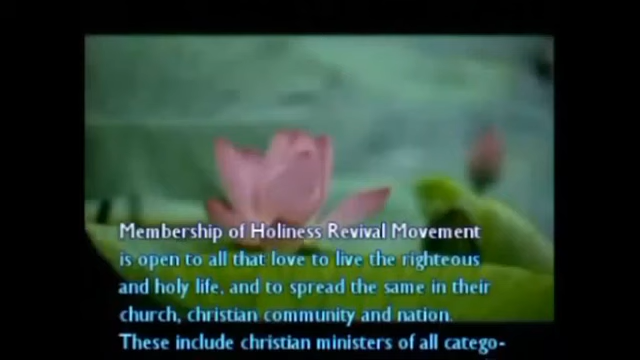 Membership of Holiness Revival Movement
is open to all that love to live the righteous
and holy life, and to spread the same in their
church, christian community and nation.
These include christian ministers of all catego-